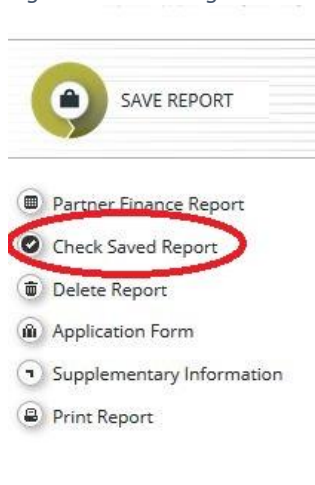 SAVE REPORT
Partner Finance Report
Check Saved Report
Delete Report
Application Form
Supplementary Information
Print Report